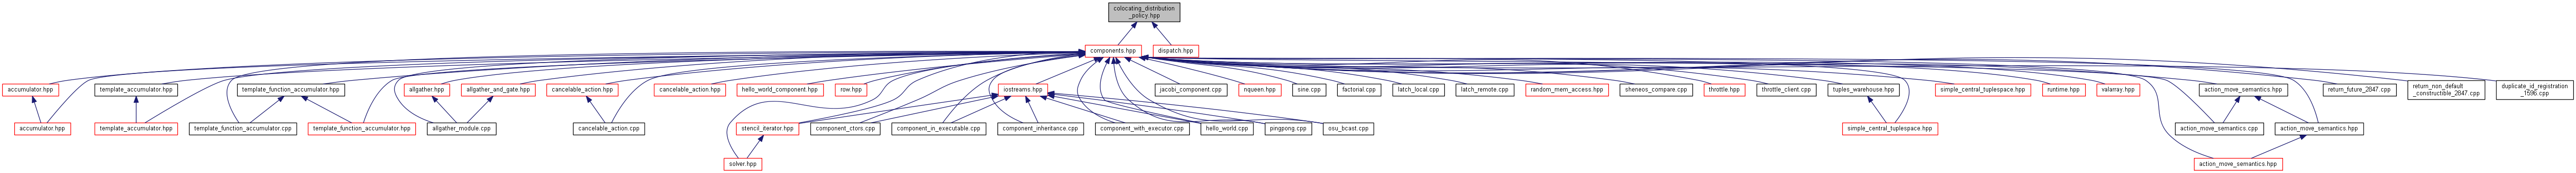 colocating_distribution
_policy.hpp
components.hpp
dispatch.hpp
accumulator.hpp
template_accumulator.hpp
template_function_accumulator.hpp
allgather.hpp
allgather_and_gate.hpp
cancelable_action.hpp
cancelable_action.hpp
hello_world_component.hpp
row.hpp
iostreams.hpp
jacobi_component.cpp
nqueen.hpp
sine.cpp
factorial.cpp
latch_local.cpp
latch_remote.cpp
random_mem_access.hpp
sheneos_compare.cpp
throttle.hpp
throttle_client.cpp
tuples_warehouse.hpp
simple_central_tuplespace.hpp
runtime.hpp
valarray.hpp
action_move_semantics.hpp
return_future_2847.cpp
return_non_default
_constructible_2847.cpp
duplicate_id_registration
_1596.cpp
accumulator.hpp
template_accumulator.hpp
template_function_accumulator.cpp
template_function_accumulator.hpp
allgather_module.cpp
cancelable_action.cpp
stencil_iterator.hpp
component_ctors.cpp
component_in_executable.cpp
component_inheritance.cpp
component_with_executor.cpp
hello_world.cpp
pingpong.cpp
osu_bcast.cpp
simple_central_tuplespace.hpp
action_move_semantics.cpp
action_move_semantics.hpp
solver.hpp
action_move_semantics.hpp